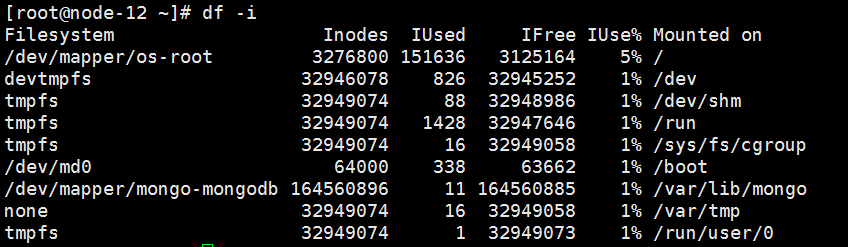 [root@node-12 ~]# df -i
Filesystem Inodes IUsed IFree IUse% Mounted on
/dev/mapper/os-root 3276800 151636 3125164 5% /
devtmpfs 32946078 826 32945252 1% /dev
tmpfs 32949074 88 32948986 1% /dev/shm
tmpfs 32949074 1428 32947646 1% /run
tmpfs 32949074 16 32949058 1% /sys/fs/cgroup
/dev/md0 64000 338 63662 1% /boot
/dev/mapper/mongo-mongodb 164560896 11 164560885 1% /var/lib/mongo
none 32949074 16 32949058 1% /var/tmp
tmpfs 32949074 1 32949073 1% /run/user/0